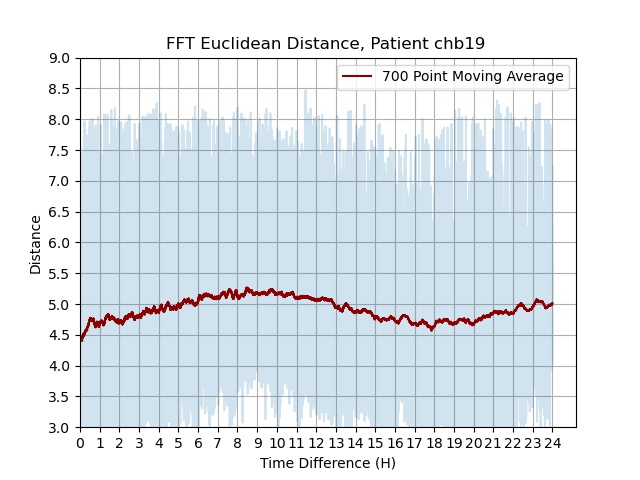 FFT Euclidean Distance, Patient chb19
700 Point Moving Average
9.0
8.5
8.0
7.5
7.0
6.5
6.0
5.5
5.0
4.5
4.0
3.5
3.0
Distance
0 1 2 3 4 5 6 7 8 9 10 11 12 13 14 15 16 17 18 19 20 21 22 23 24
Time Difference (H)